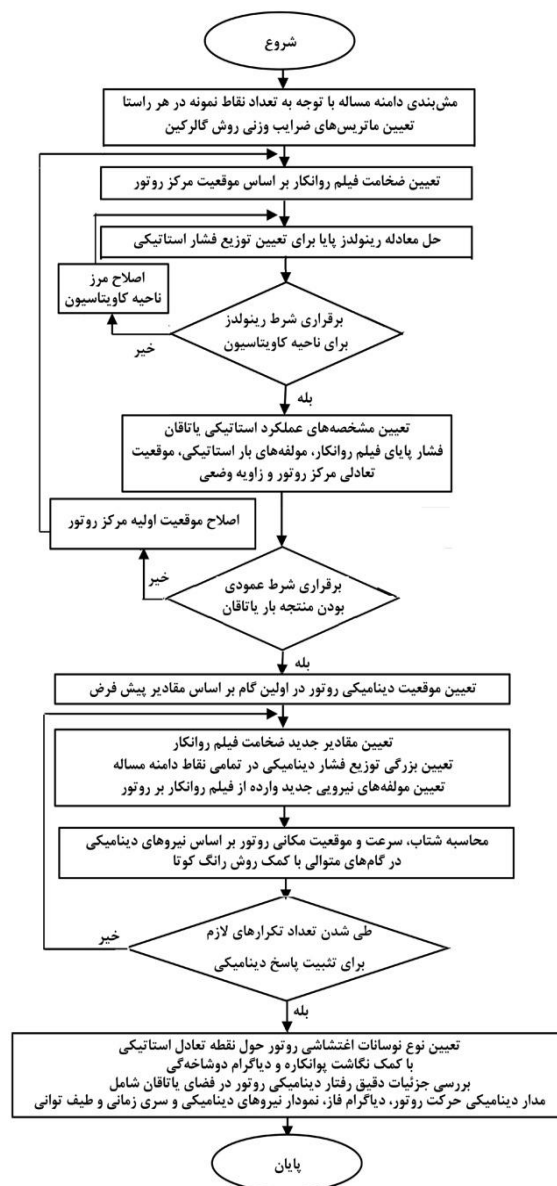 شروع
مش‌بندی دامنه مساله با توجه به تعداد نقاط نمونه در هر راستا
تعیین ماتریس‌های ضرایب وزنی روش گالرکین
تعیین ضخامت فیلم روانکار بر اساس موقعیت مرکز روتور
حل معادله رینولدز پایا برای تعیین توزیع فشار استاتیکی
اصلاح مرز
ناحیه کاویتاسیون
برقراری شرط رینولدز
برای ناحیه کاویتاسیون
خیر
بله
تعیین مشخصه‌های عملکرد استاتیکی یاتاقان
فشار پایای فیلم روانکار، مولفه‌های بار استاتیکی، موقعیت
تعادلی مرکز روتور و زاویه وضعی
اصلاح موقعیت اولیه مرکز روتور
برقراری شرط عمودی
بودن منتجه بار یاتاقان
خیر
بله
تعیین موقعیت دینامیکی روتور در اولین گام بر اساس مقادیر پیش فرض
تعیین مقادیر جدید ضخامت فیلم روانکار
تعیین بزرگی توزیع فشار دینامیکی در تمامی نقاط دامنه مساله
تعیین مولفه‌های نیرویی جدید وارده از فیلم روانکار بر روتور
محاسبه شتاب، سرعت و موقعیت مکانی روتور بر اساس نیروهای دینامیکی
در گام‌های متوالی با کمک روش رانگ کوتا
طی شدن تعداد تکرارهای لازم
برای تثبیت پاسخ دینامیکی
خیر
بله
تعیین نوع نوسانات اغتشاشی روتور حول نقطه تعادل استاتیکی
با کمک نگاشت پوانکاره و دیاگرام دوشاخه‌گی
بررسی جزئیات دقیق رفتار دینامیکی روتور در فضای یاتاقان شامل
مدار دینامیکی حرکت روتور، دیاگرام فاز، نمودار نیروهای دینامیکی و سری زمانی و طیف توانی
پایان